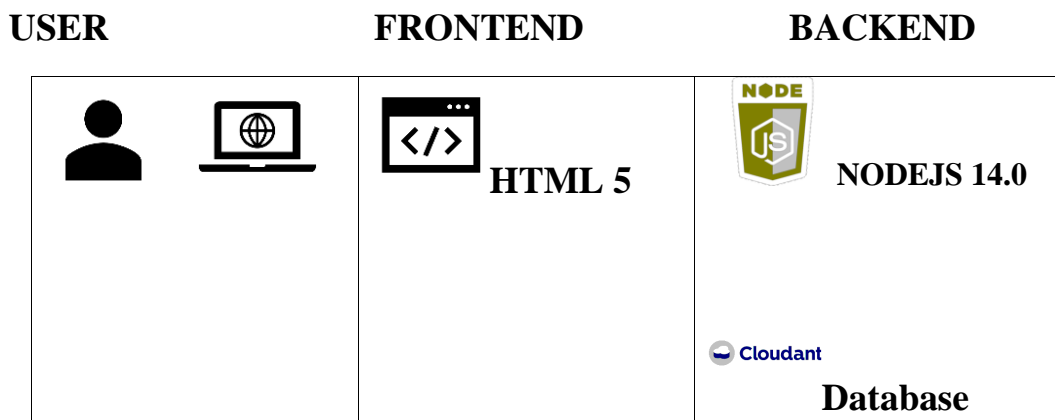 USER FRONTEND BACKEND
</>
HTML 5
NODE
JS
NODEJS 14.0
Cloudant
Database